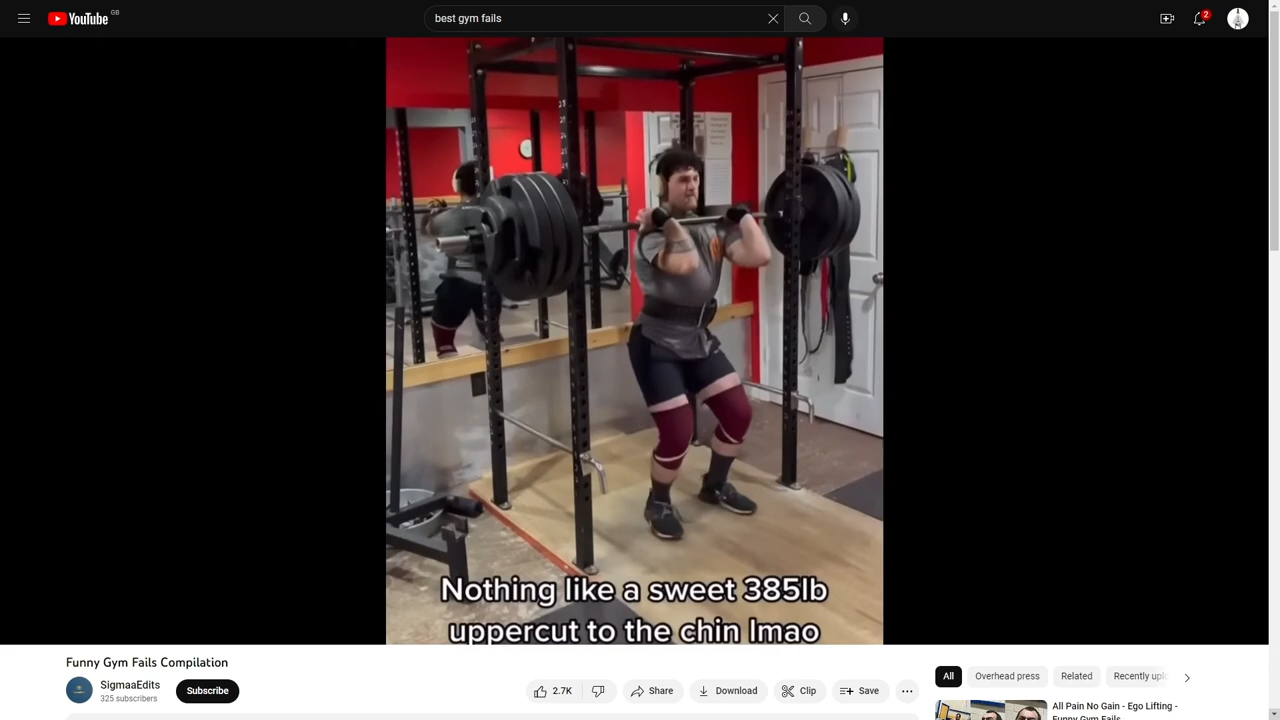 YouTube GB
best gym fails
2
Nothing like a sweet 385lb
uppercut to the chin lmao
Funny Gym Fails Compilation
SigmaaEdits
325 subscribers
Subscribe
2.7K
Share
Download
Clip
Save
All
Overhead press
Related
Recently uplo
All Pain No Gain - Ego Lifting -
Funny Gym Fails